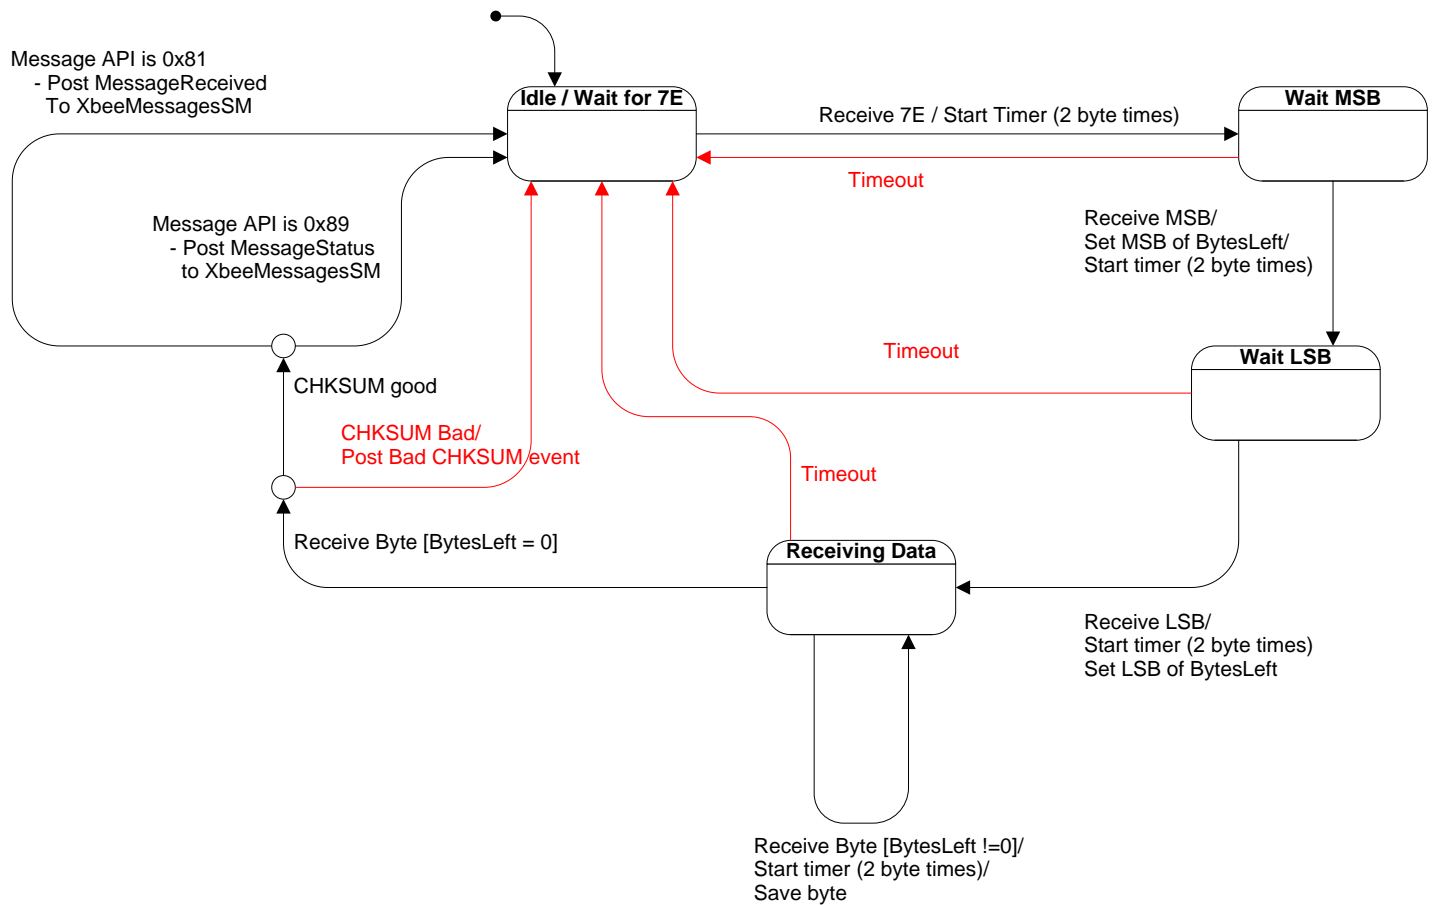 Message API is 0x81
- Post MessageReceived
To XbeeMessagesSM
Idle / Wait for 7E
Receive 7E / Start Timer (2 byte times)
Wait MSB
Timeout
Message API is 0x89
- Post MessageStatus
to XbeeMessagesSM
Receive MSB/
Set MSB of BytesLeft/
Start timer (2 byte times)
Timeout
Wait LSB
CHKSUM good
CHKSUM Bad/
Post Bad CHKSUM event
Timeout
Receive Byte [BytesLeft = 0]
Receiving Data
Receive LSB/
Start timer (2 byte times)
Set LSB of BytesLeft
Receive Byte [BytesLeft !=0]/
Start timer (2 byte times)/
Save byte